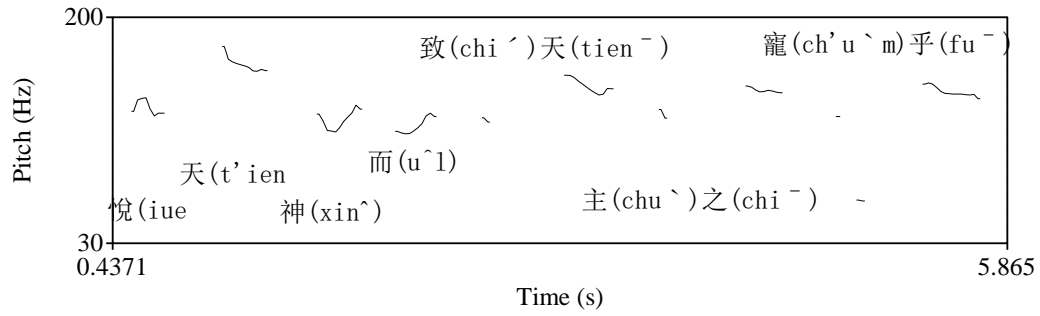 200
致(chi ˊ)天(tien ˉ)
寵(ch'u ˋ m)乎(fu ˉ)
Pitch (Hz)
而(uˆl)
天(t'ien
主(chu ˋ)之(chi ˉ)
悅(iue
神(xinˆ)
30
0.4371
5.865
Time (s)